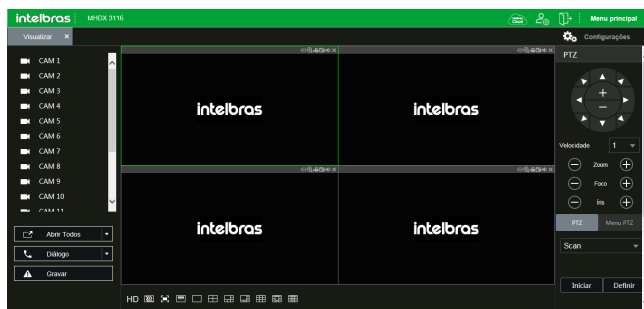 intelbras MHDX 3116 Menu principal
Visualizar × Configurações
CAM 1
CAM 2
CAM 3
CAM 4
CAM 5
CAM 6
CAM 7
CAM 8
CAM 9
CAM 10
CAM 11
Abrir Todos
Diálogo
Gravar
intelbras intelbras
intelbras intelbras
HD
PTZ
Velocidade 1
Zoom
Foco
Íris
PTZ Menu PTZ
Scan
Iniciar Definir